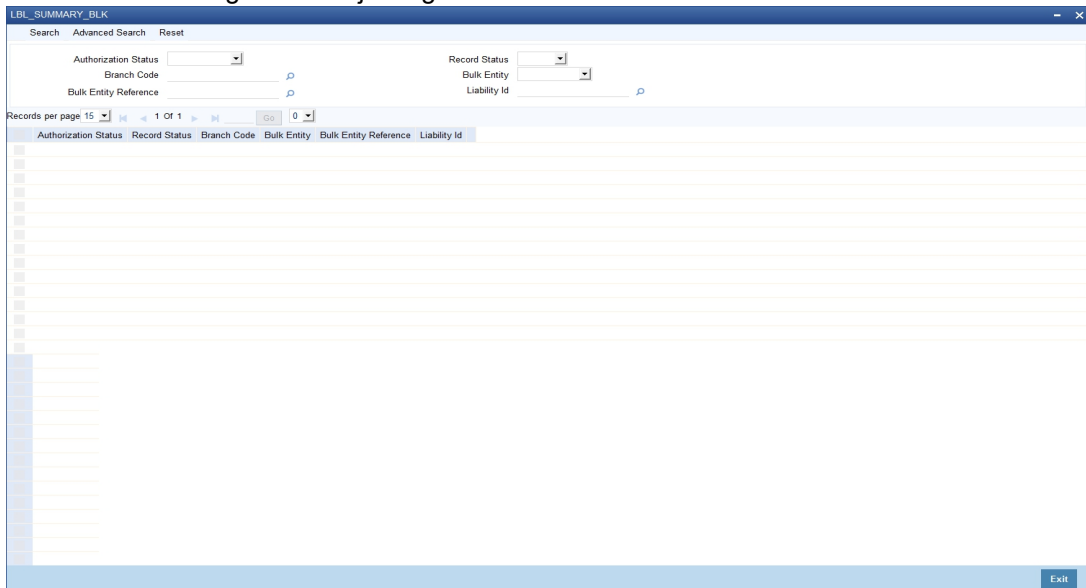 LBL_SUMMARY_BLK
Search Advanced Search Reset
Authorization Status Record Status
Branch Code Bulk Entity
Bulk Entity Reference Liability Id
Records per page 15 1 Of 1 Go 0
Authorization Status Record Status Branch Code Bulk Entity Bulk Entity Reference Liability Id
Exit